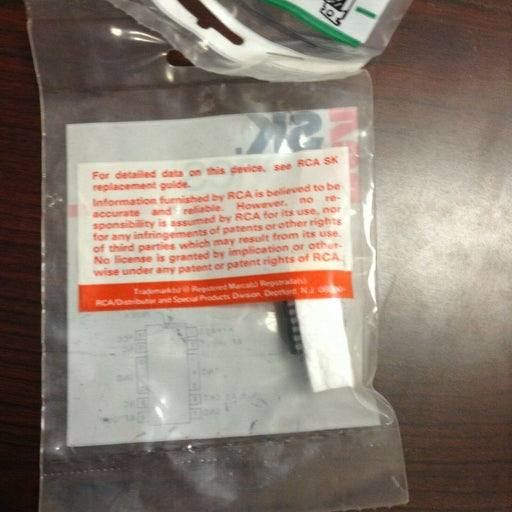 For detailed data on this device, see RCA SK
replacement guide.
Information furnished by RCA is believed to be
accurate and reliable. However, no re-
sponsibility is assumed by RCA for its use, nor
for any infringements of patents or other rights
of third parties which may result from its use.
No license is granted by implication or other-
wise under any patent or patent rights of RCA.
Trademark(s) ® Registered Marca(s) Registrada(s)
RCA/Distributor and Special Products Division, Deptford, N.J.